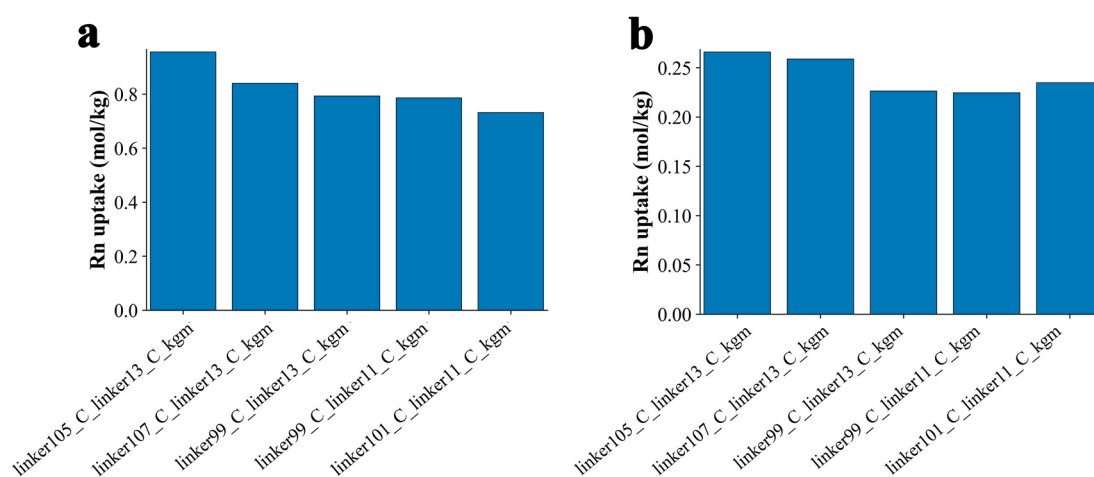 a
Rn uptake (mol/kg)
0.8
0.6
0.4
0.2
0.0
linker105_C_linker13_C_kgm
linker107_C_linker13_C_kgm
linker99_C_linker13_C_kgm
linker99_C_linker11_C_kgm
linker101_C_linker11_C_kgm
b
Rn uptake (mol/kg)
0.25
0.20
0.15
0.10
0.05
0.00
linker105_C_linker13_C_kgm
linker107_C_linker13_C_kgm
linker99_C_linker13_C_kgm
linker99_C_linker11_C_kgm
linker101_C_linker11_C_kgm